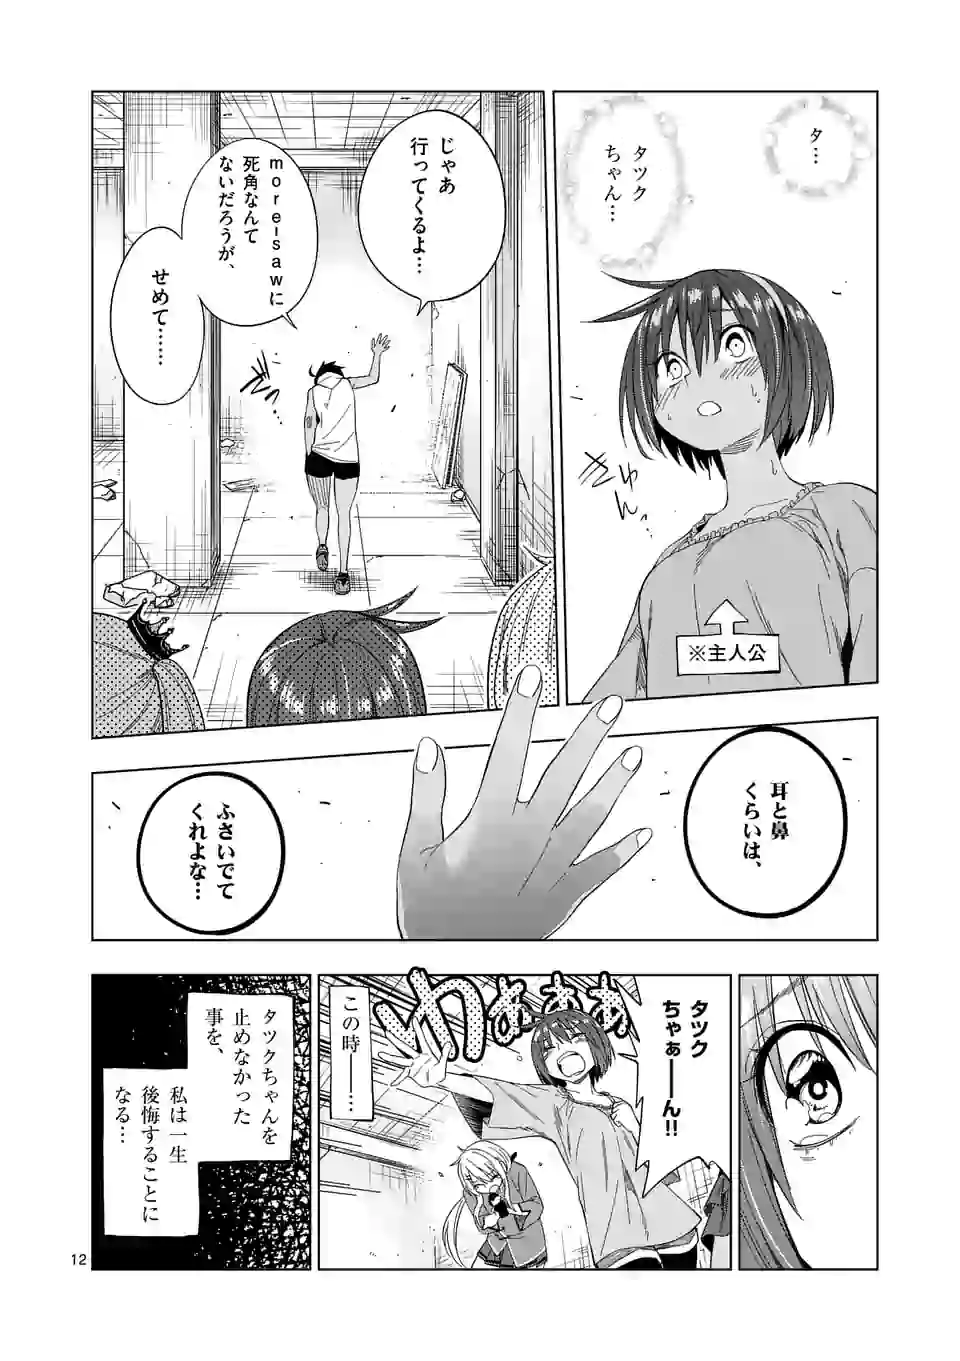 タ…
タツク
ちゃん…
きゅ
ん…
※主人公
じゃあ
行ってくるよ…
more-sawに
死角なんて
ないだろうが、
せめて……
耳と鼻
くらいは、
ふさいでて
くれよな…
タツク
ちゃぁーーん!!
わぁぁぁ
この時――……
タツクちゃんを
止めなかった
事を、
私は一生
後悔することに
なる…
12